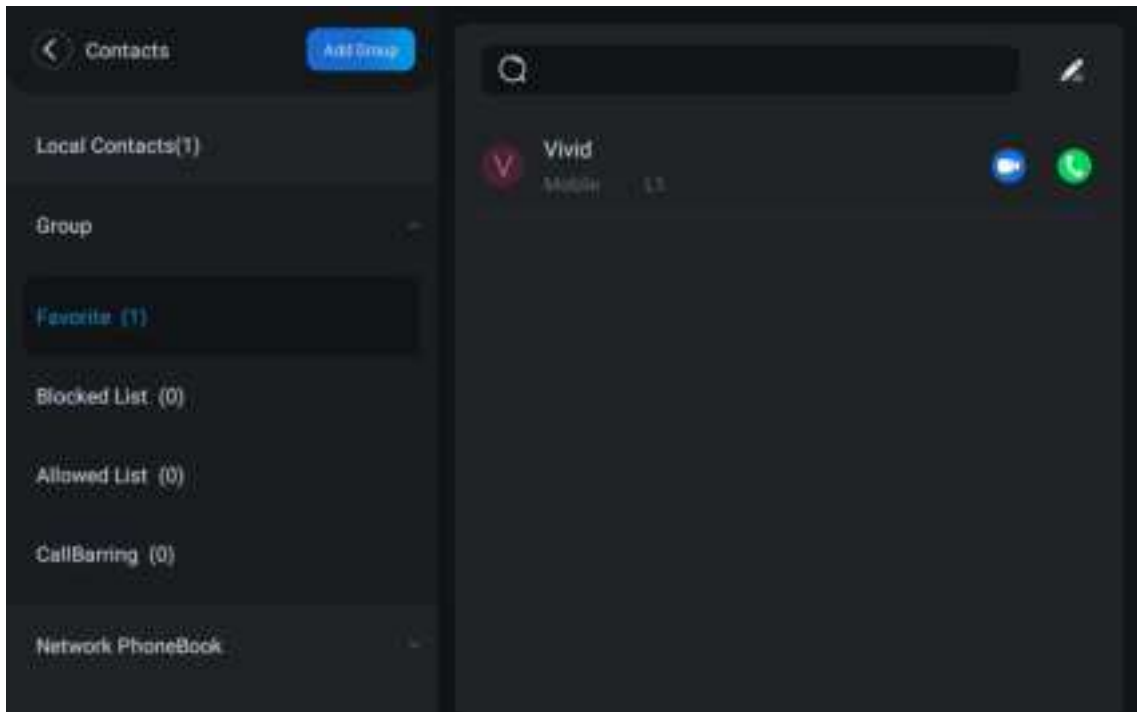 Contacts
Add Group
Local Contacts(1)
Group
Favorite (1)
Blocked List (0)
Allowed List (0)
CallBarring (0)
Network PhoneBook
V
Vivid
Mobile